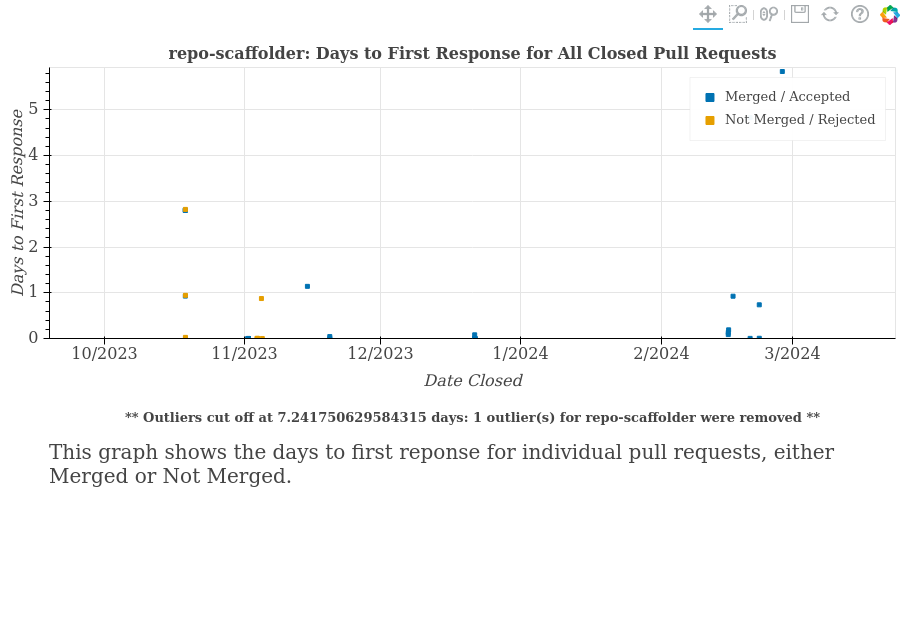 repo-scaffolder: Days to First Response for All Closed Pull Requests
Merged / Accepted
Not Merged / Rejected
Days to First Response
5
4
3
2
1
0
10/2023 11/2023 12/2023 1/2024 2/2024 3/2024
Date Closed
** Outliers cut off at 7.241750629584315 days: 1 outlier(s) for repo-scaffolder were removed **
This graph shows the days to first reponse for individual pull requests, either
Merged or Not Merged.